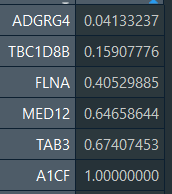 ADGRG4 0.04133237
TBC1D8B 0.15907776
FLNA 0.40529885
MED12 0.64658644
TAB3 0.67407453
A1CF 1.00000000